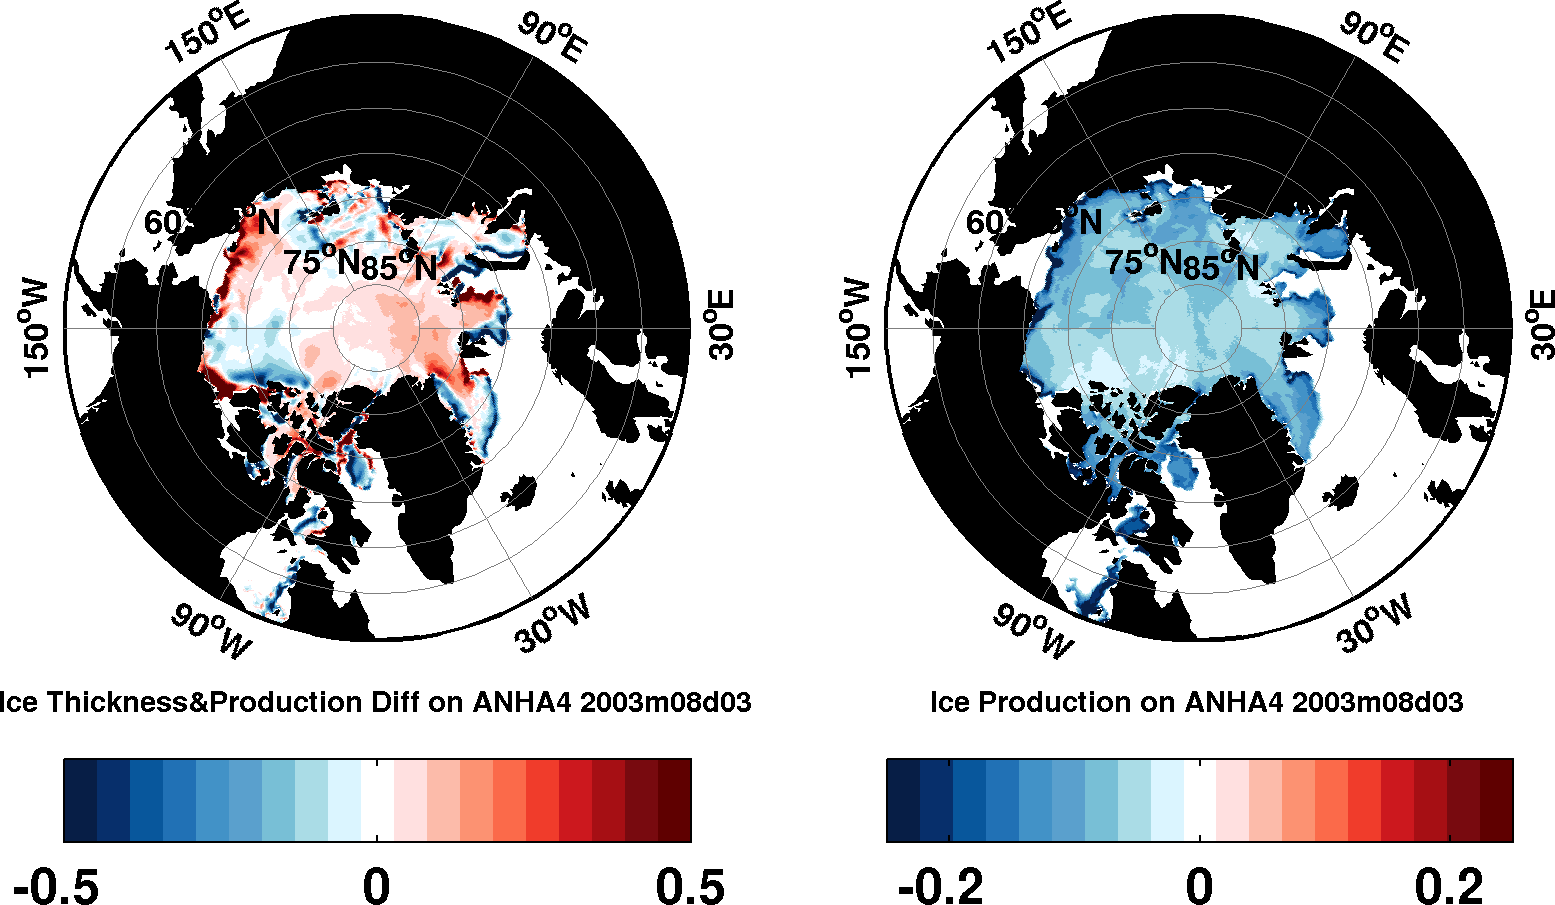 150°E 90°E 150°E 90°E
60 °N 60 °N
75°N 85°N 75°N 85°N
150°W 30°E 150°W 30°E
90°W 30°W 90°W 30°W
Ice Thickness&Production Diff on ANHA4 2003m08d03 Ice Production on ANHA4 2003m08d03
-0.5 0 0.5 -0.2 0 0.2